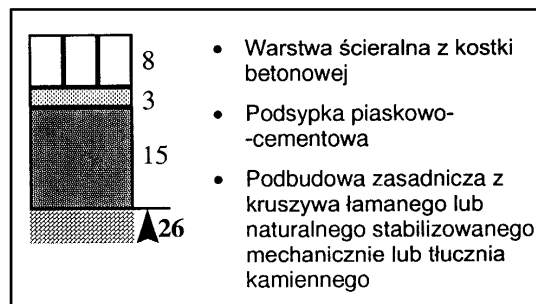 8
3
15
26
• Warstwa ścieralna z kostki
betonowej
• Podsypka piaskowo-
-cementowa
• Podbudowa zasadnicza z
kruszywa łamanego lub
naturalnego stabilizowanego
mechanicznie lub tłucznia
kamiennego